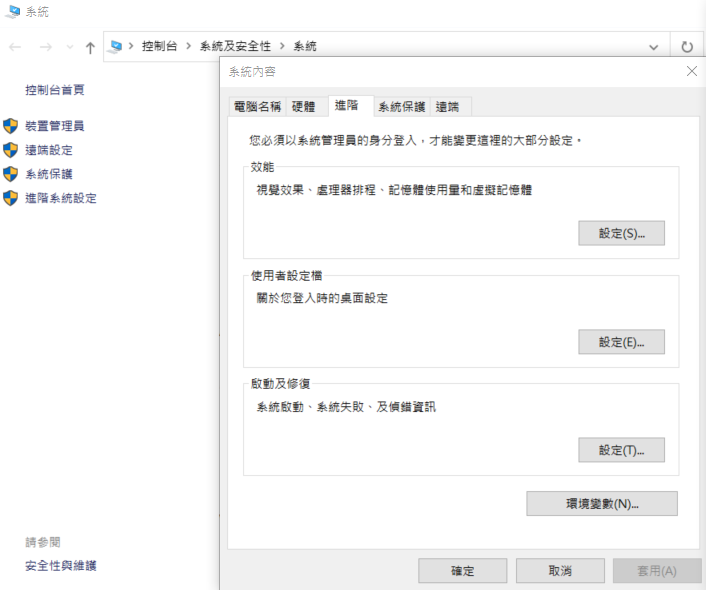 系統
控制台 > 系統及安全性 > 系統
控制台首頁
裝置管理員
遠端設定
系統保護
進階系統設定
請參閱
安全性與維護
系統內容
電腦名稱 硬體 進階 系統保護 遠端
您必須以系統管理員的身分登入，才能變更這裡的大部分設定。
效能
視覺效果、處理器排程、記憶體使用量和虛擬記憶體
設定(S)...
使用者設定檔
關於您登入時的桌面設定
設定(E)...
啟動及修復
系統啟動、系統失敗、及偵錯資訊
設定(T)...
環境變數(N)...
確定 取消 套用(A)